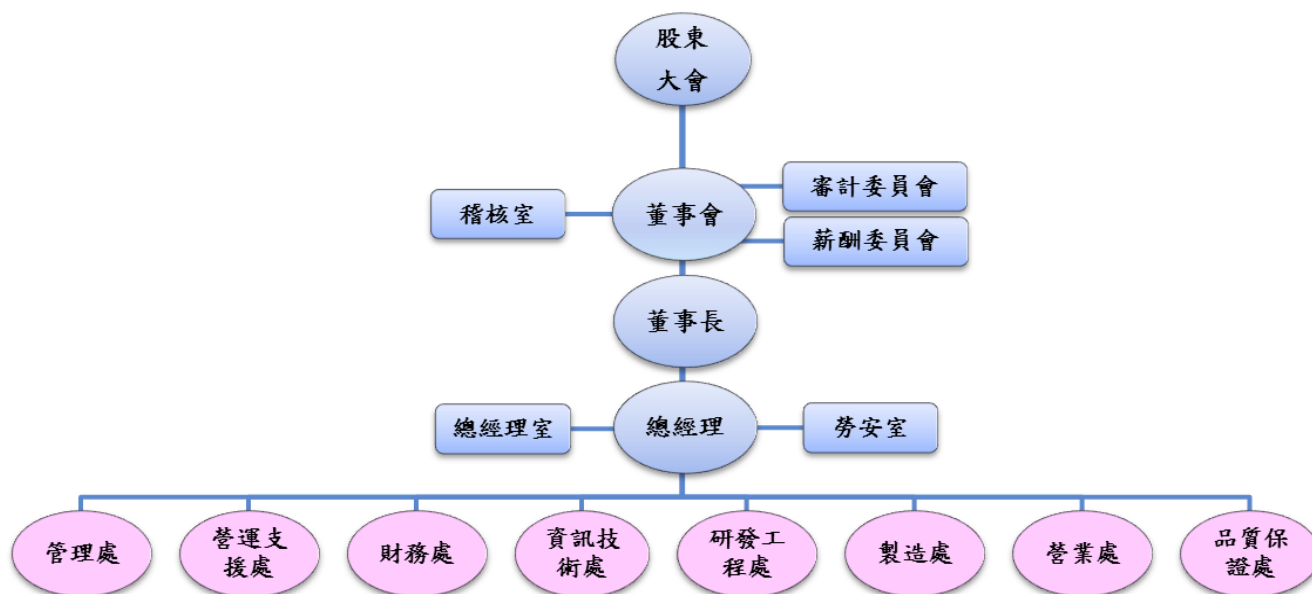 股東
大會
審計委員會
稽核室
董事會
薪酬委員會
董事長
總經理室
總經理
勞安室
管理處
營運支
援處
財務處
資訊技
術處
研發工
程處
製造處
營業處
品質保
證處